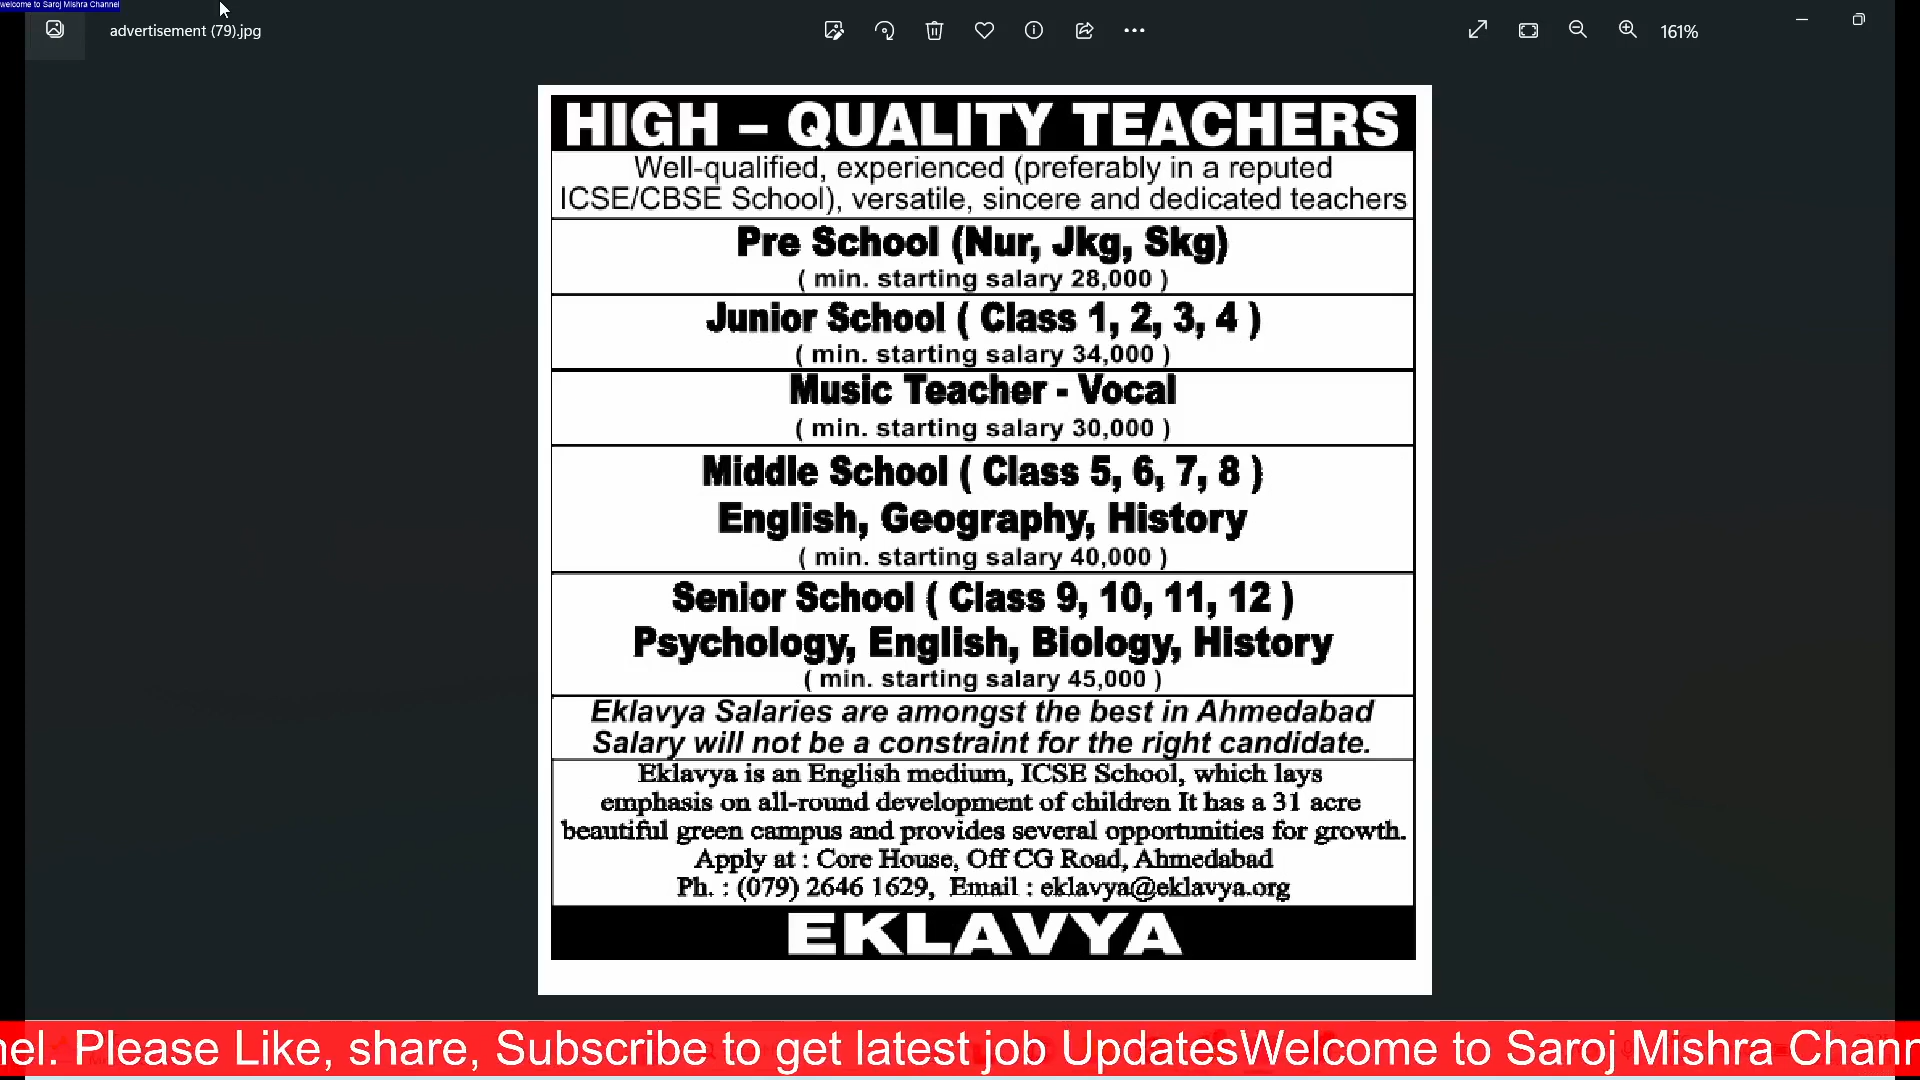 welcome to Saroj Mishra Channel
advertisement (79).jpg
161%
HIGH – QUALITY TEACHERS
Well-qualified, experienced (preferably in a reputed
ICSE/CBSE School), versatile, sincere and dedicated teachers
Pre School (Nur, Jkg, Skg)
( min. starting salary 28,000 )
Junior School ( Class 1, 2, 3, 4 )
( min. starting salary 34,000 )
Music Teacher - Vocal
( min. starting salary 30,000 )
Middle School ( Class 5, 6, 7, 8 )
English, Geography, History
( min. starting salary 40,000 )
Senior School ( Class 9, 10, 11, 12 )
Psychology, English, Biology, History
( min. starting salary 45,000 )
Eklavya Salaries are amongst the best in Ahmedabad
Salary will not be a constraint for the right candidate.
Eklavya is an English medium, ICSE School, which lays
emphasis on all-round development of children It has a 31 acre
beautiful green campus and provides several opportunities for growth.
Apply at : Core House, Off CG Road, Ahmedabad
Ph. : (079) 2646 1629, Email : eklavya@eklavya.org
EKLAVYA
nel. Please Like, share, Subscribe to get latest job UpdatesWelcome to Saroj Mishra Chann